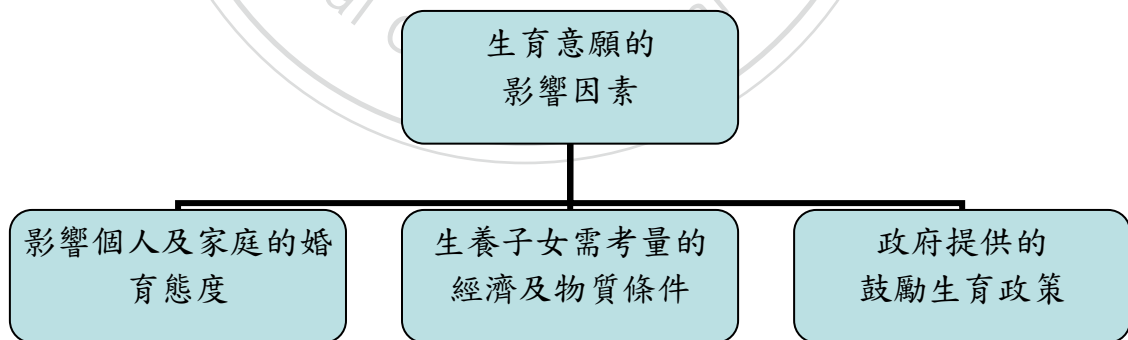 生育意願的
影響因素
影響個人及家庭的婚
育態度
生養子女需考量的
經濟及物質條件
政府提供的
鼓勵生育政策